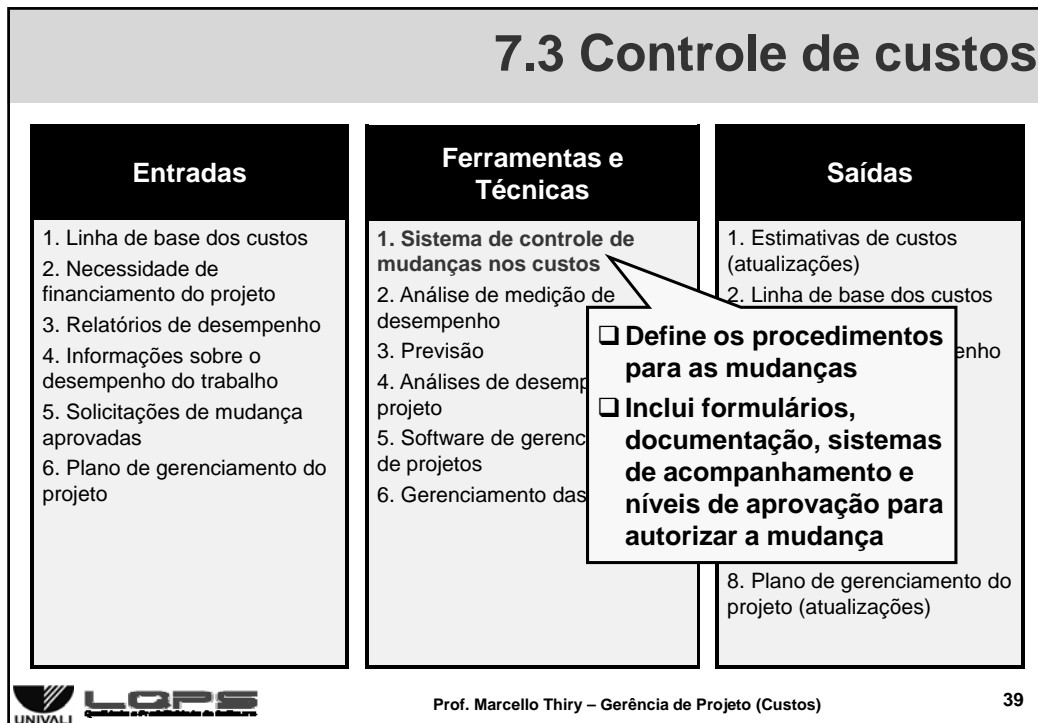 7.3 Controle de custos
Entradas
1. Linha de base dos custos
2. Necessidade de
financiamento do projeto
3. Relatórios de desempenho
4. Informações sobre o
desempenho do trabalho
5. Solicitações de mudança
aprovadas
6. Plano de gerenciamento do
projeto
Ferramentas e
Técnicas
1. Sistema de controle de
mudanças nos custos
2. Análise de medição de
desempenho
3. Previsão
4. Análises de desemp
projeto
5. Software de gerenc
de projetos
6. Gerenciamento das
❑ Define os procedimentos
para as mudanças
❑ Inclui formulários,
documentação, sistemas
de acompanhamento e
níveis de aprovação para
autorizar a mudança
Saídas
1. Estimativas de custos
(atualizações)
2. Linha de base dos custos
enho
8. Plano de gerenciamento do
projeto (atualizações)
UNIVALI
LQPS
Prof. Marcello Thiry – Gerência de Projeto (Custos)
39